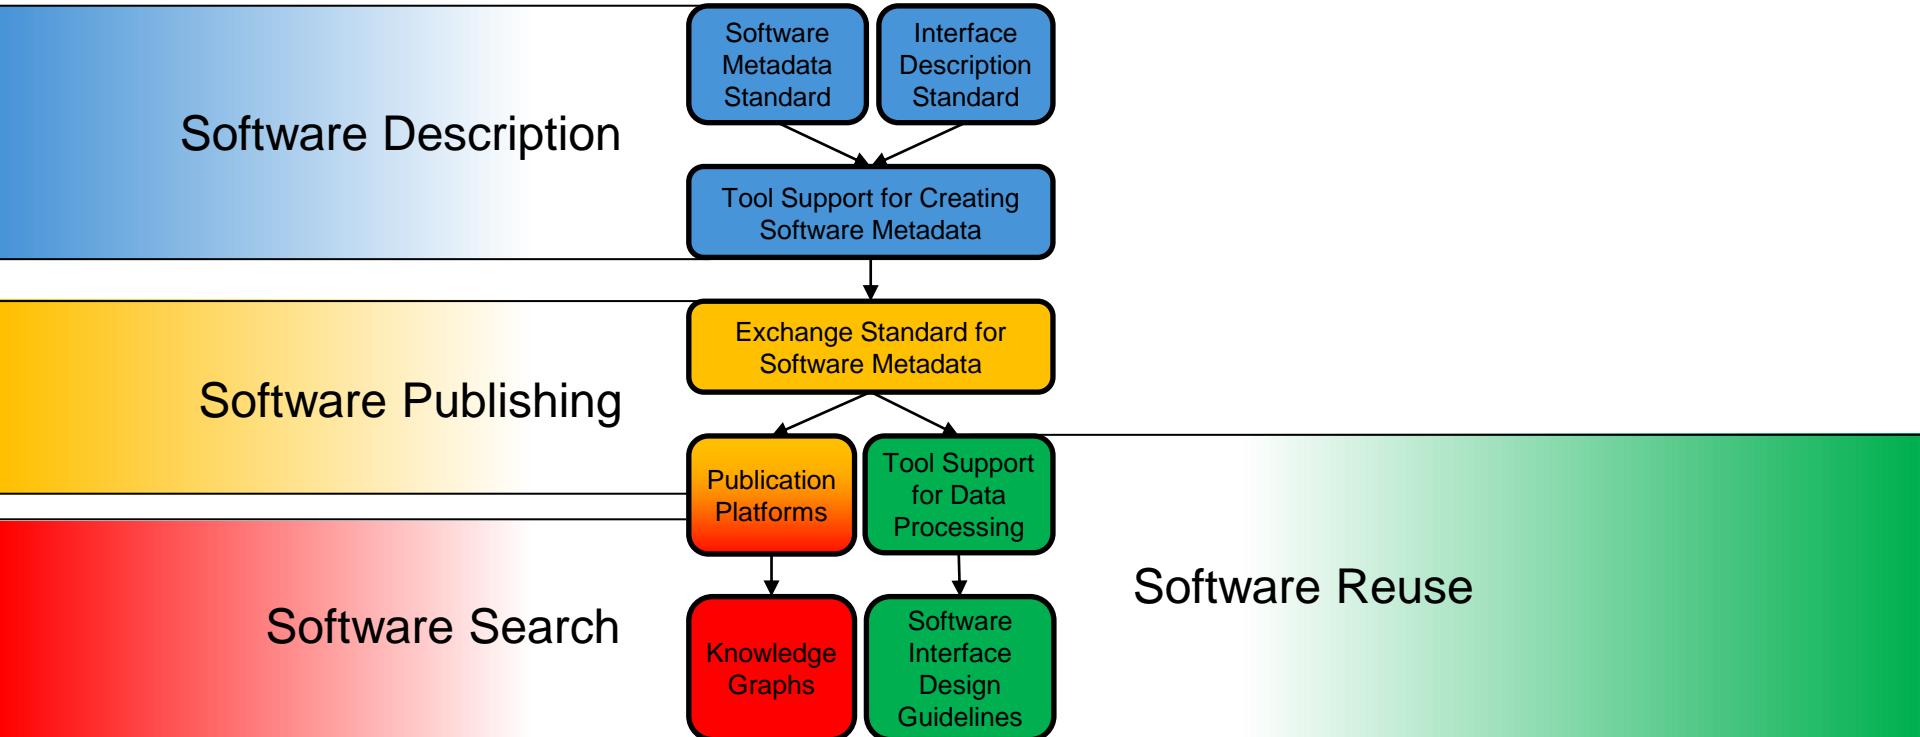 Software
Metadata
Standard
Interface
Description
Standard
Software Description
Tool Support for Creating
Software Metadata
Exchange Standard for
Software Metadata
Software Publishing
Publication
Platforms
Tool Support
for Data
Processing
Software Reuse
Software Search
Knowledge
Graphs
Software
Interface
Design
Guidelines